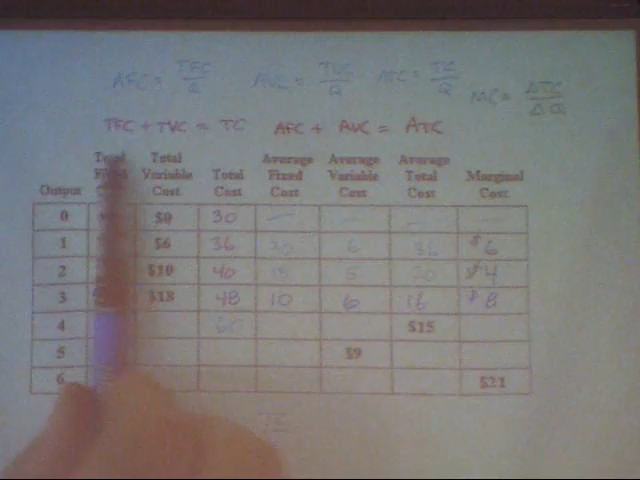 AFC = TFC/Q AVC = TVC/Q ATC = TC/Q MC = ΔTC/ΔQ
TFC + TVC = TC AFC + AVC = ATC
Output Total Fixed Total Variable Cost Total Cost Average Fixed Cost Average Variable Cost Average Total Cost Marginal Cost
0 $0 30 — —
1 $6 36 30 6 36 $6
2 $10 40 15 5 20 $4
3 $18 48 10 6 16 $8
4 60 $15
5 $9
6 $21